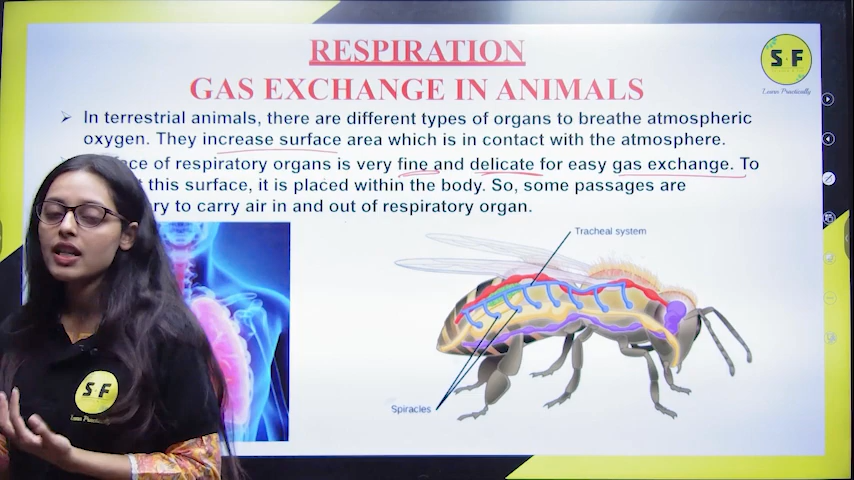 RESPIRATION
GAS EXCHANGE IN ANIMALS
S F
Learn Practically
➢ In terrestrial animals, there are different types of organs to breathe atmospheric
oxygen. They increase surface area which is in contact with the atmosphere.
of respiratory organs is very fine and delicate for easy gas exchange. To
this surface, it is placed within the body. So, some passages are
to carry air in and out of respiratory organ.
Tracheal system
Spiracles
S F
Learn Practically